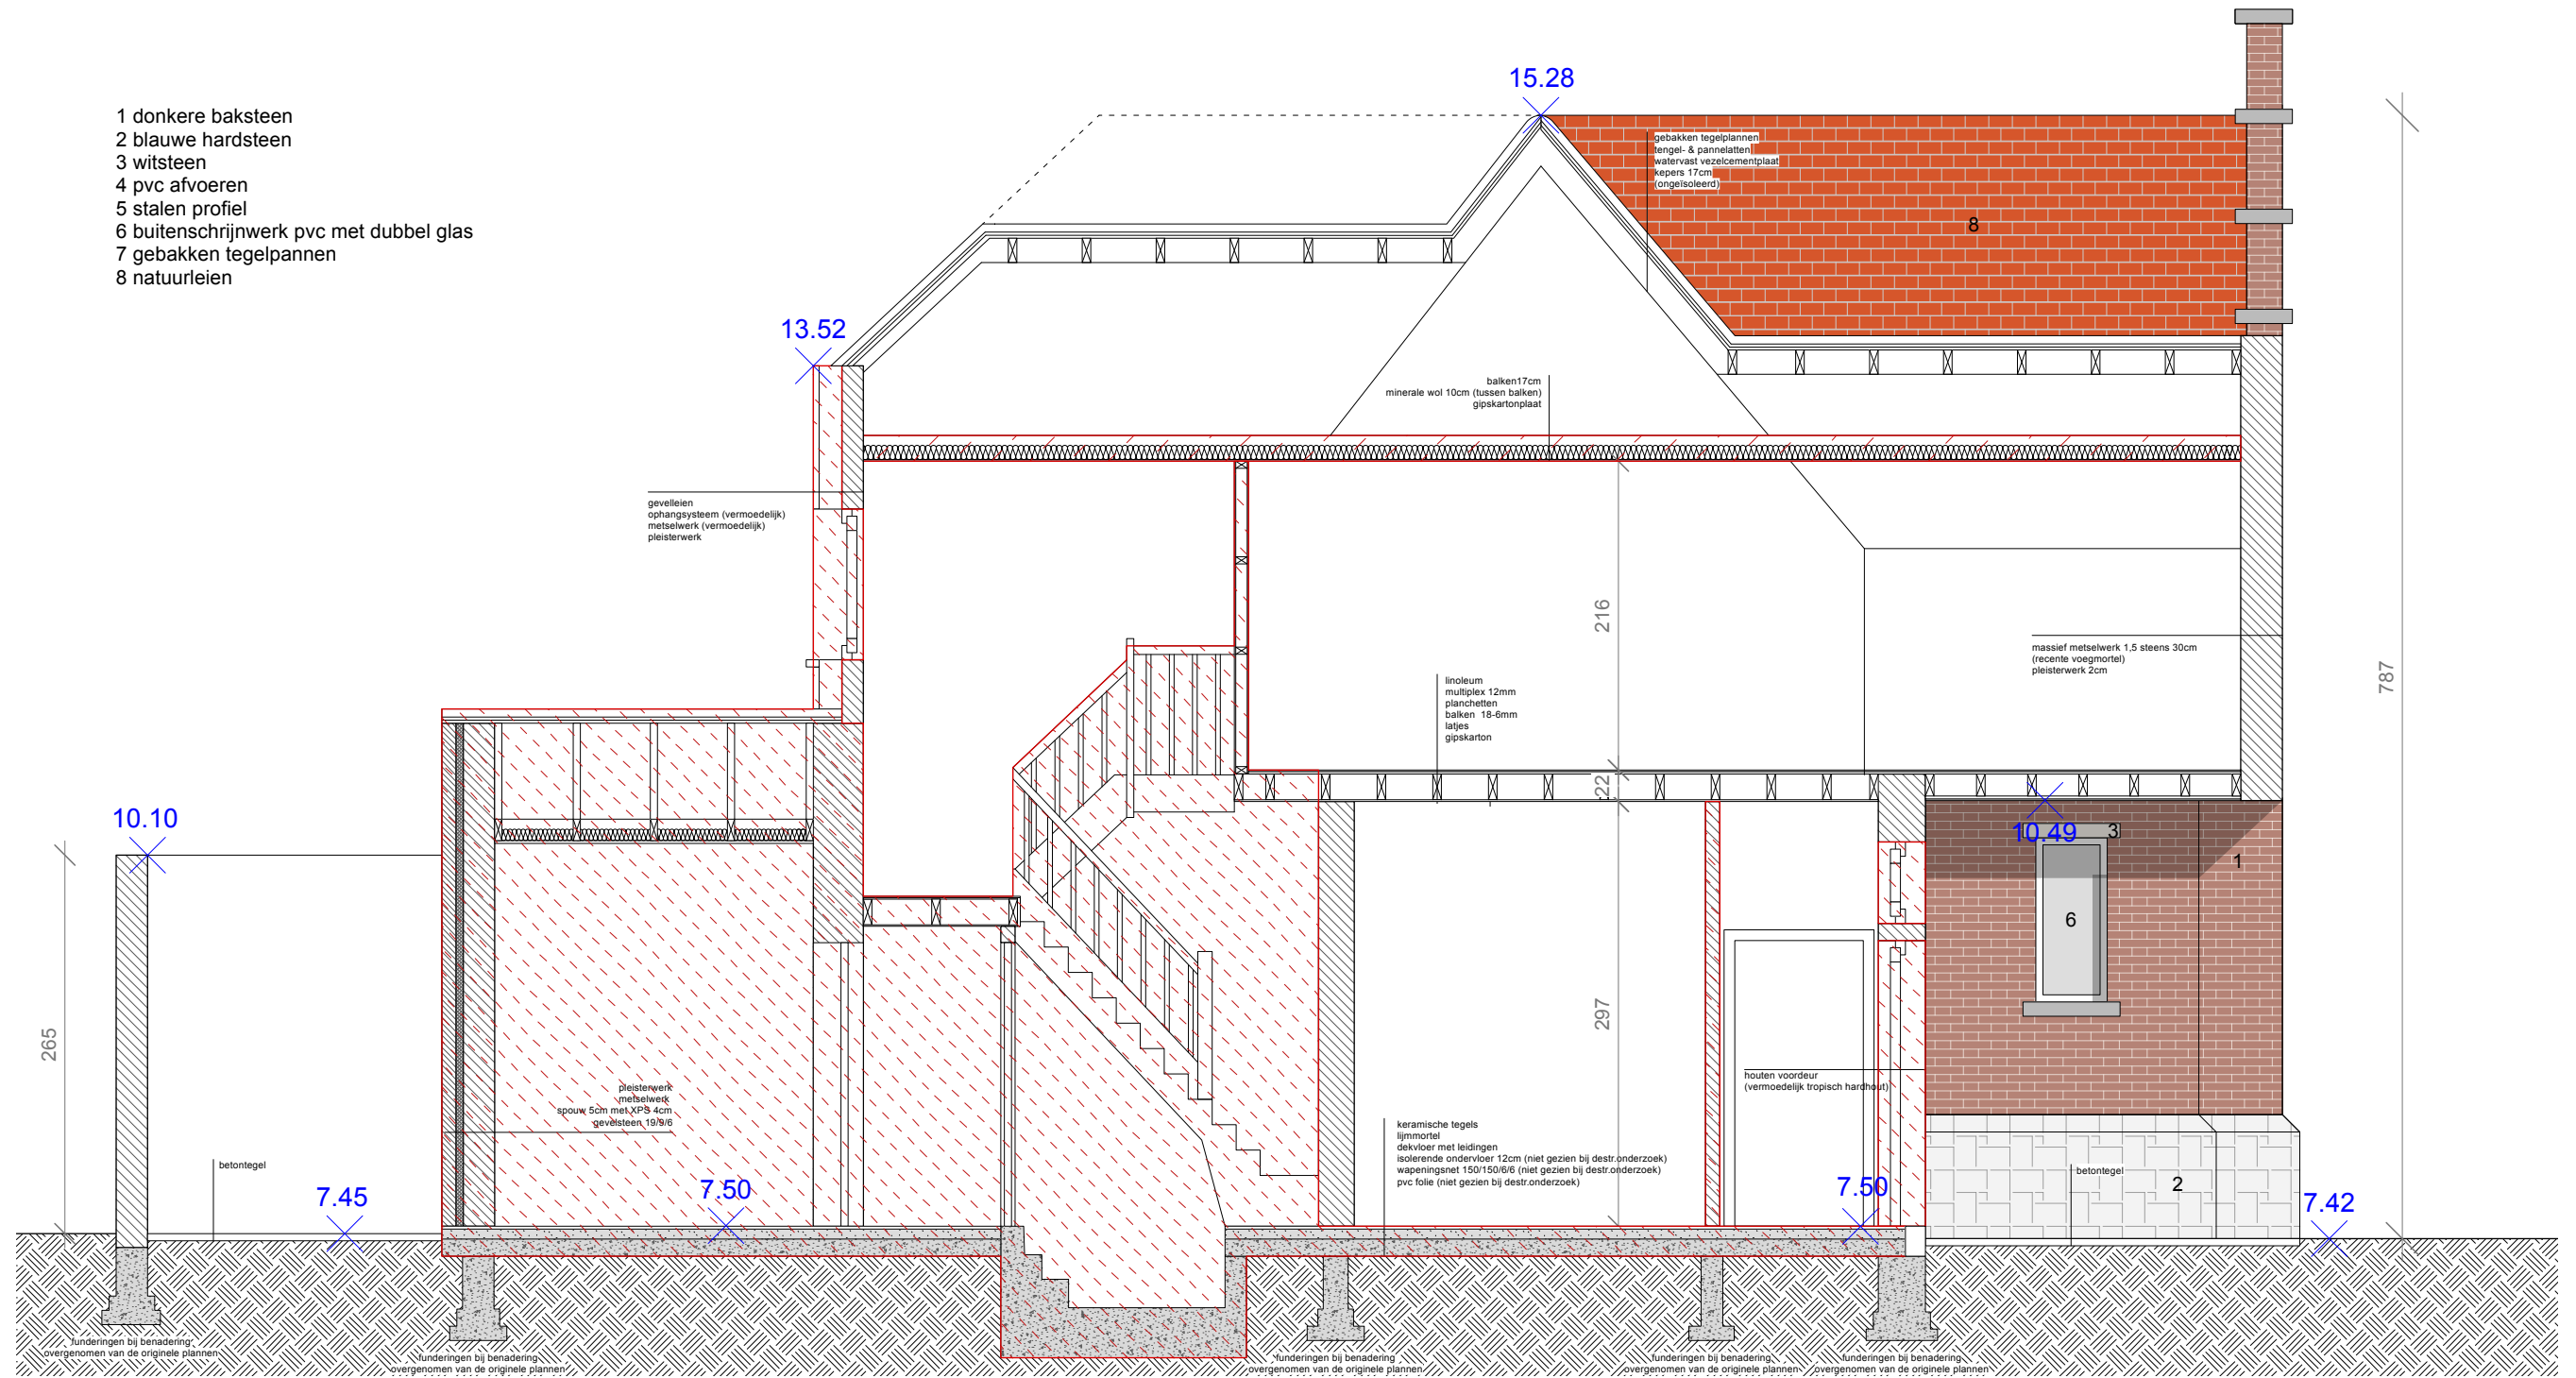 15.28
1 donkere baksteen
2 blauwe hardsteen
3 witsteen
4 pvc afvoeren
5 stalen profiel
6 buitenschrijnwerk pvc met dubbel glas
7 gebakken tegelpannen
8 natuurleien
gebakken tegelplannen
tengel- & pannelatten
watervast vezelcementplaat
kepers 17cm
(ongeïsoleerd)
8
13.52
balken17cm
minerale wol 10cm (tussen balken)
gipskartonplaat
gevelleien
ophangsysteem (vermoedelijk)
metselwerk (vermoedelijk)
pleisterwerk
216
massief metselwerk 1,5 steens 30cm
(recente voegmortel)
pleisterwerk 2cm
787
linoleum
multiplex 12mm
planchetten
balken 18-6mm
latjes
gipskarton
22
10.10
10.49
3
1
6
265
297
pleisterwerk
metselwerk
spouw 5cm met XPS 4cm
gevelsteen 19/9/6
houten voordeur
(vermoedelijk tropisch hardhout)
keramische tegels
lijmmortel
dekvloer met leidingen
isolerende ondervloer 12cm (niet gezien bij destr.onderzoek)
wapeningsnet 150/150/6/6 (niet gezien bij destr.onderzoek)
pvc folie (niet gezien bij destr.onderzoek)
betontegel
betontegel
2
7.45
7.50
7.50
7.42
funderingen bij benadering
overgenomen van de originele plannen
funderingen bij benadering
overgenomen van de originele plannen
funderingen bij benadering
overgenomen van de originele plannen
funderingen bij benadering
overgenomen van de originele plannen
funderingen bij benadering
overgenomen van de originele plannen